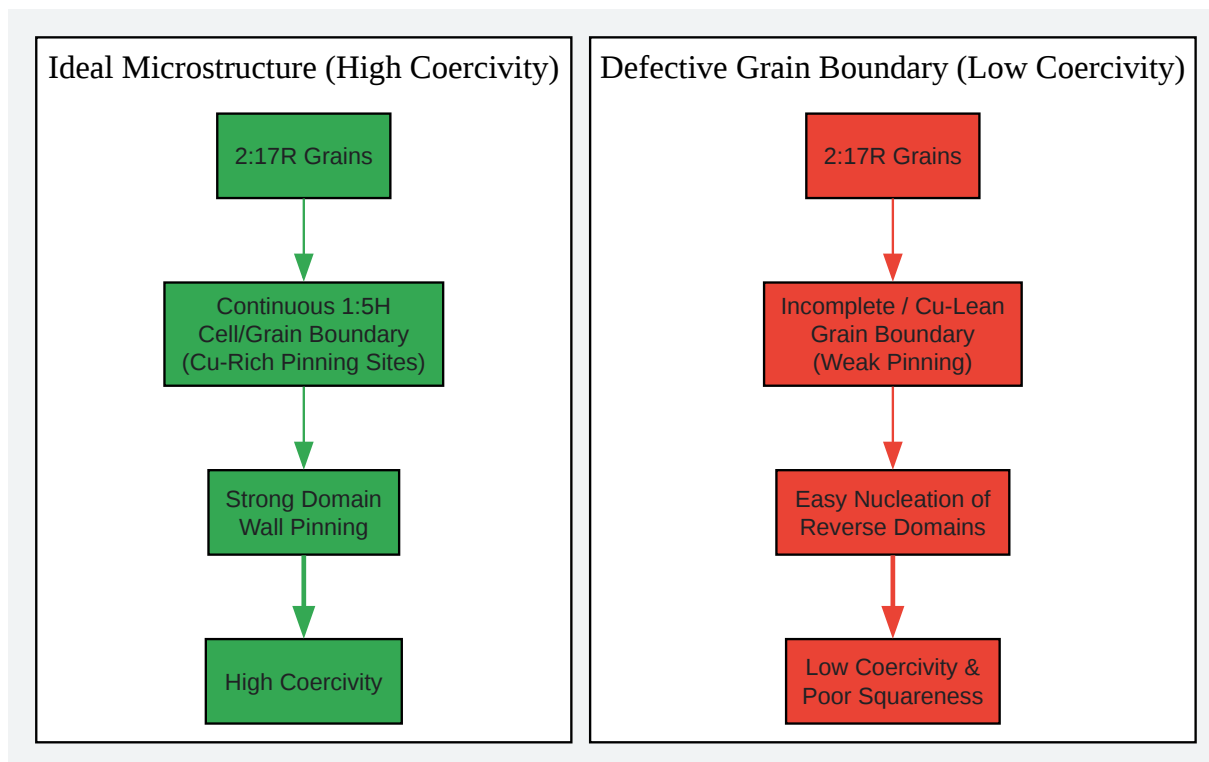 Ideal Microstructure (High Coercivity)
2:17R Grains
Continuous 1:5H
Cell/Grain Boundary
(Cu-Rich Pinning Sites)
Strong Domain
Wall Pinning
High Coercivity
Defective Grain Boundary (Low Coercivity)
2:17R Grains
Incomplete / Cu-Lean
Grain Boundary
(Weak Pinning)
Easy Nucleation of
Reverse Domains
Low Coercivity &
Poor Squareness